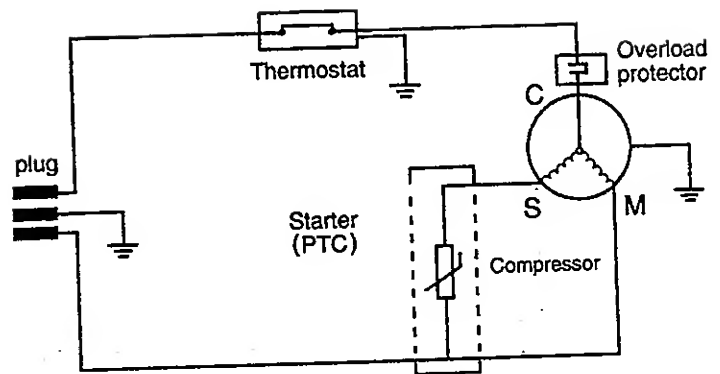 Overload
protector
Thermostat
C
plug
S
M
Starter
(PTC)
Compressor